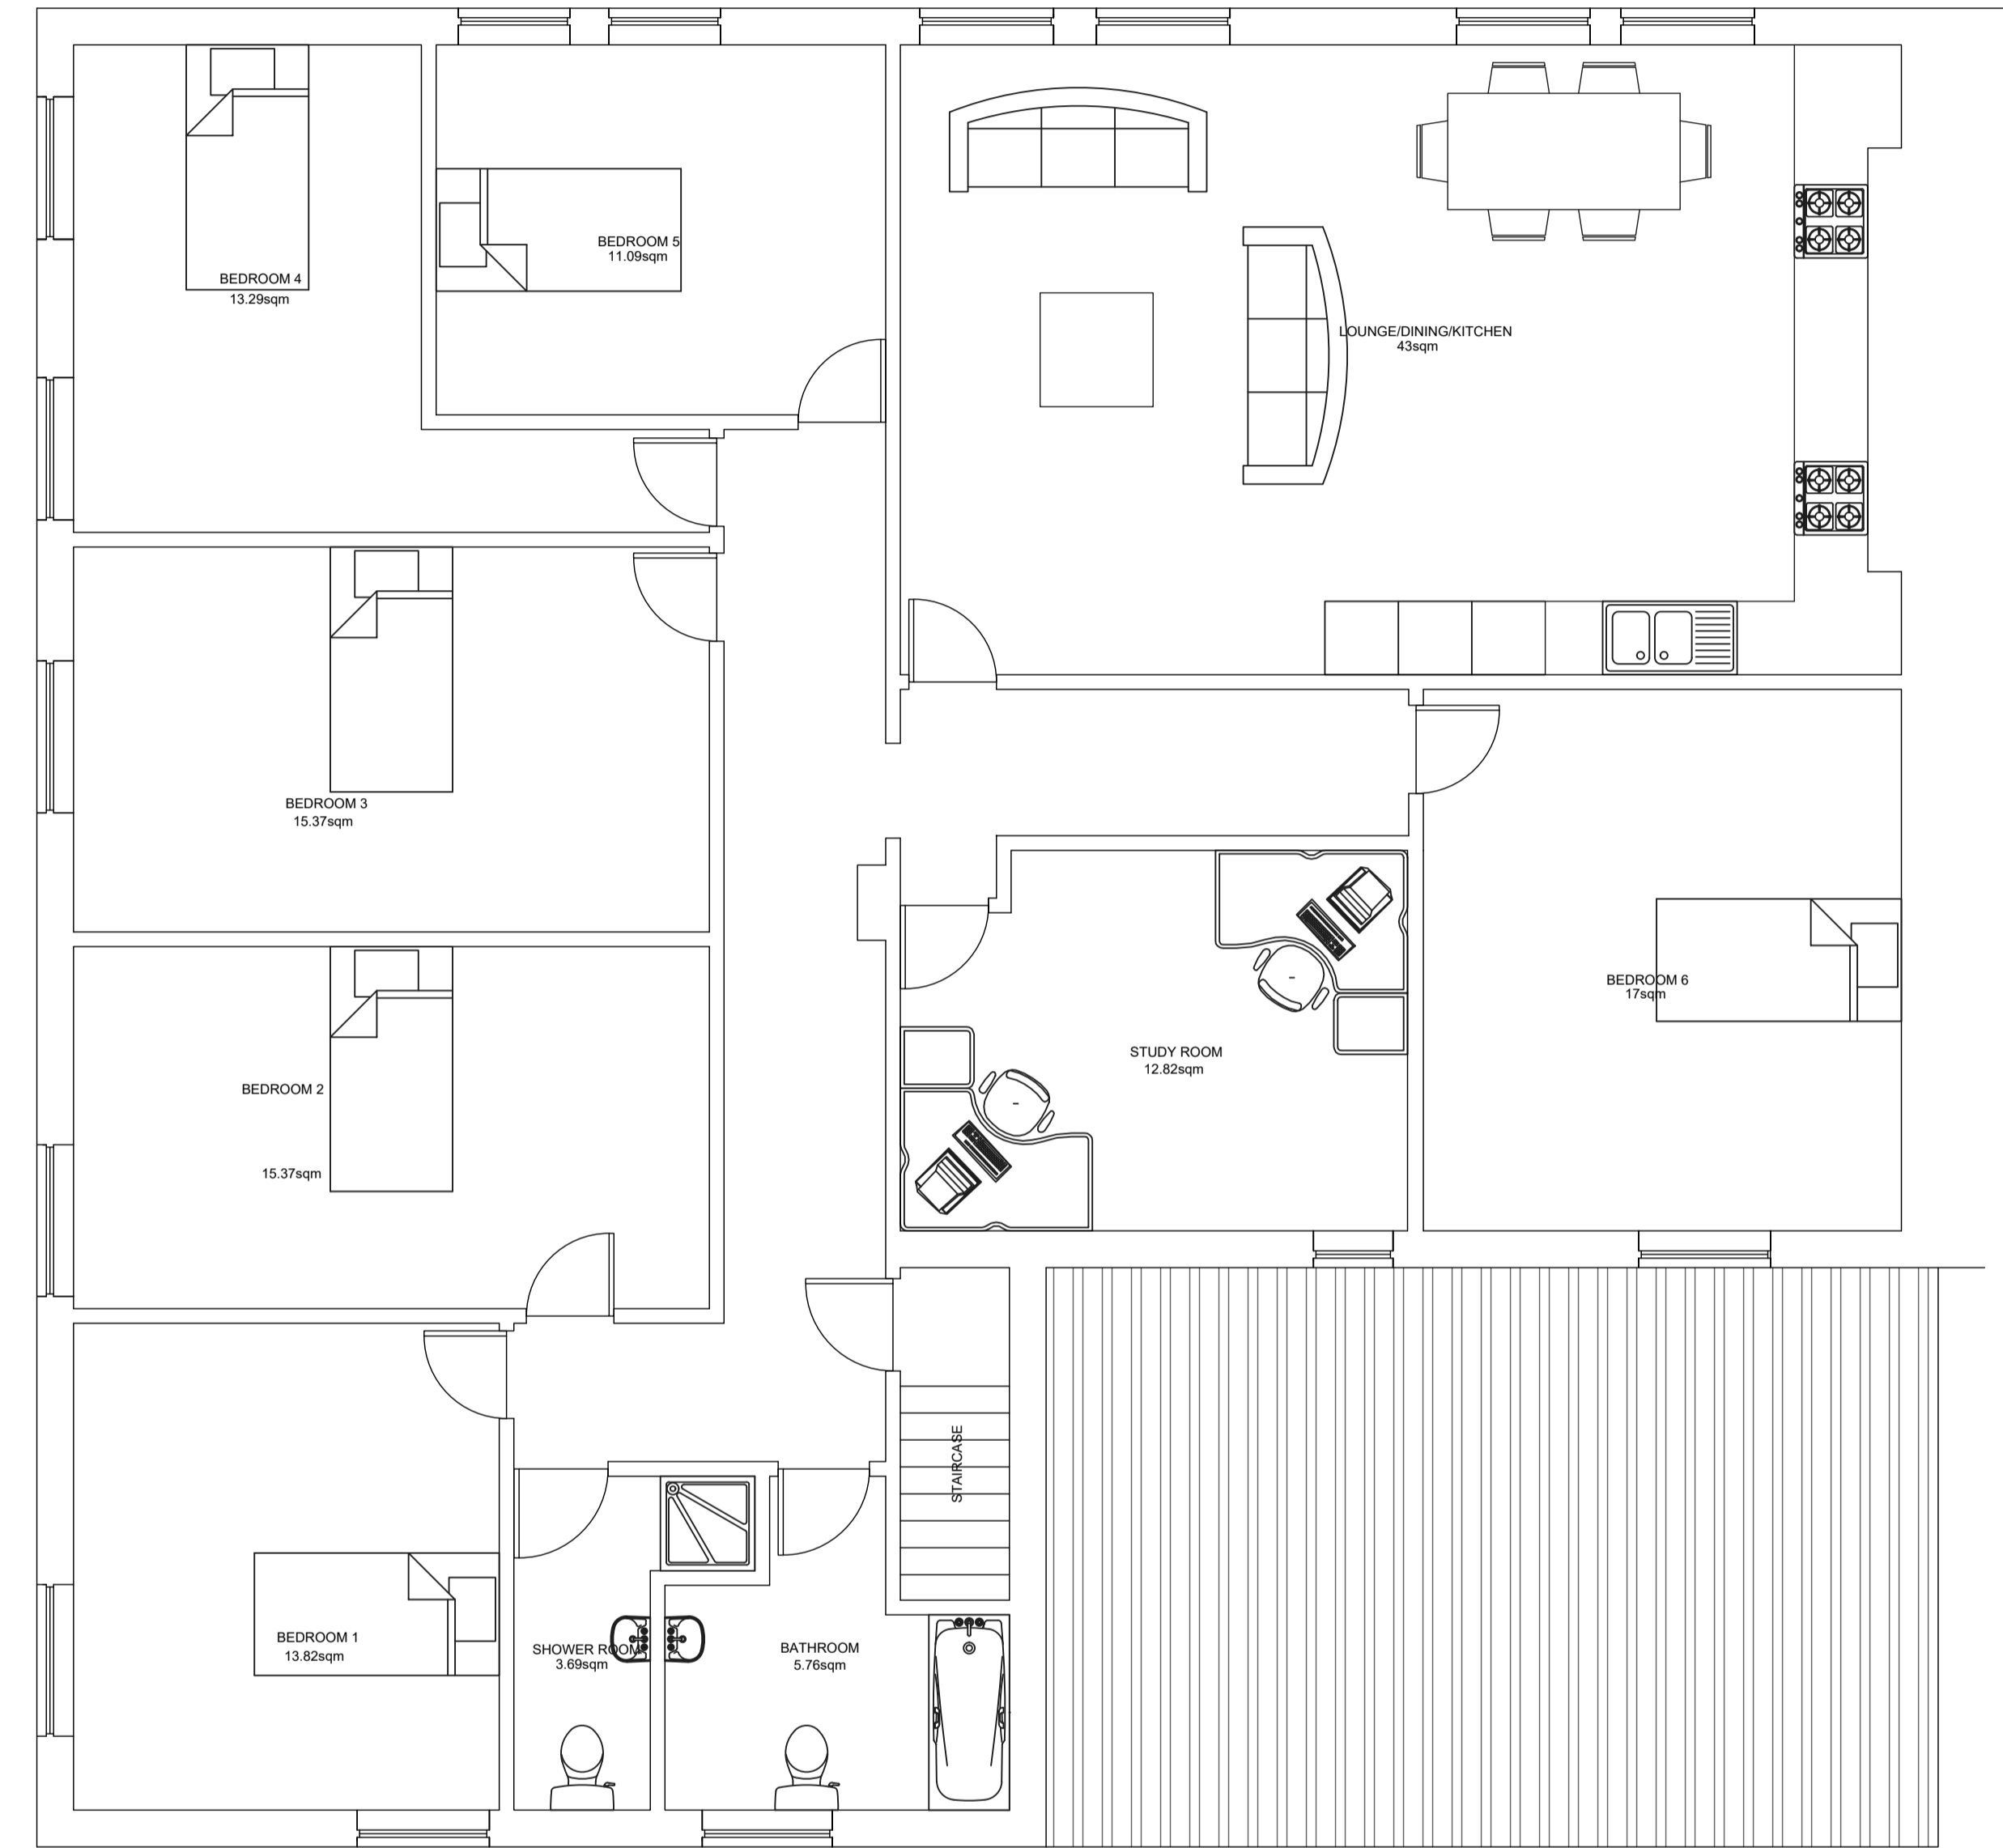 BEDROOM 5
11.09sqm
BEDROOM 4
13.29sqm
LOUNGE/DINING/KITCHEN
43sqm
BEDROOM 3
15.37sqm
BEDROOM 6
17sqm
STUDY ROOM
12.82sqm
BEDROOM 2
15.37sqm
STAIRCASE
BEDROOM 1
13.82sqm
SHOWER ROOM
3.69sqm
BATHROOM
5.76sqm